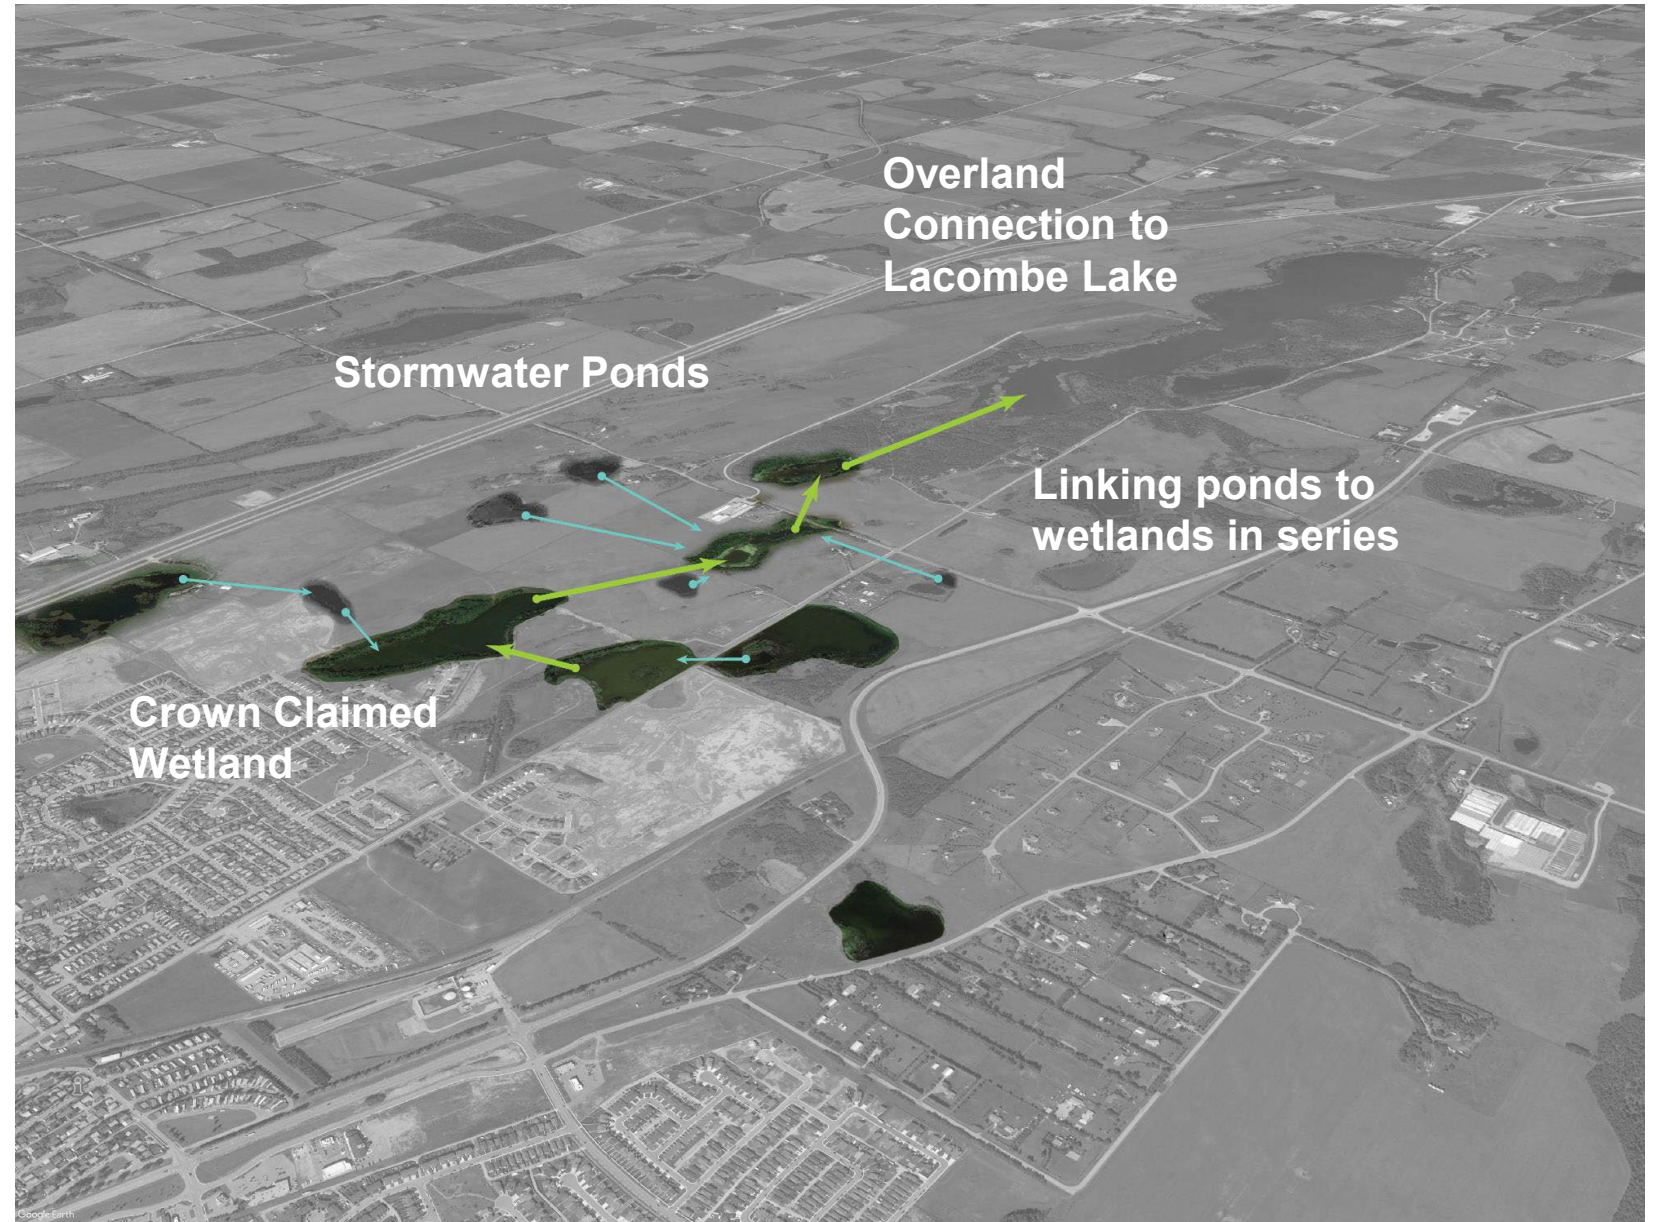 Overland
Connection to
Lacombe Lake
Stormwater Ponds
Linking ponds to
wetlands in series
Crown Claimed
Wetland
Google Earth